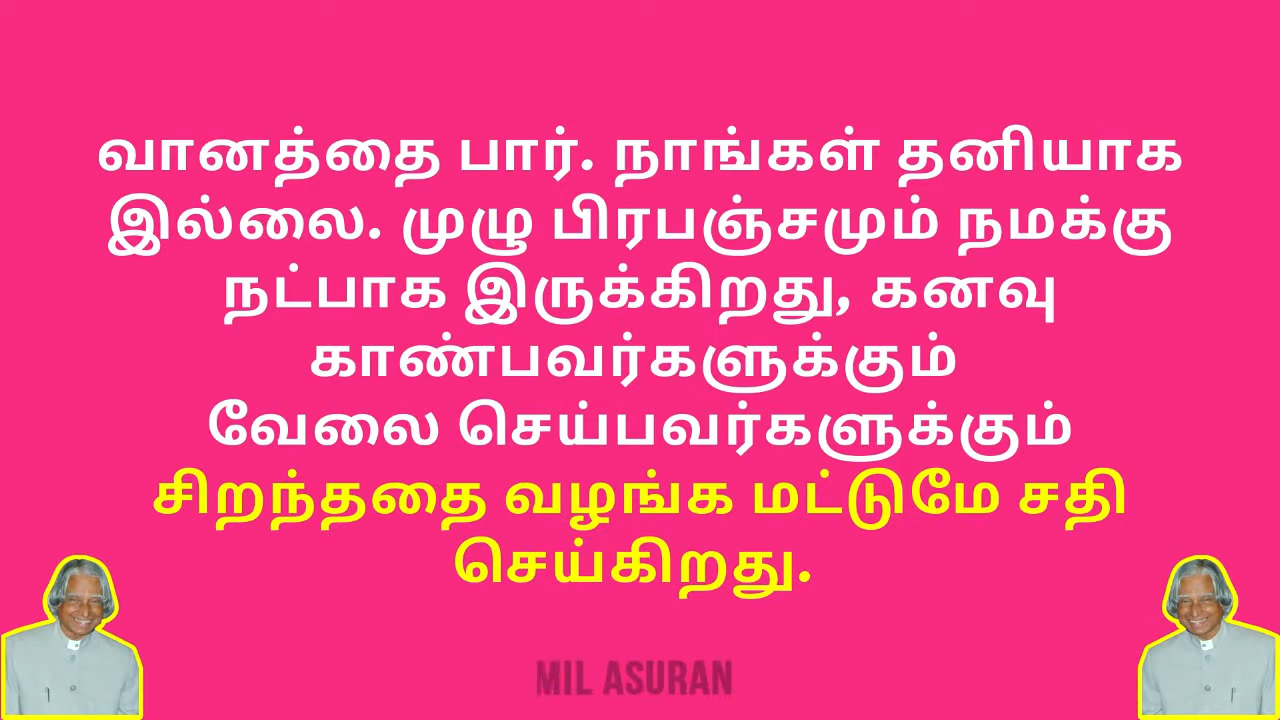 வானத்தை பார். நாங்கள் தனியாக
இல்லை. முழு பிரபஞ்சமும் நமக்கு
நட்பாக இருக்கிறது, கனவு
காண்பவர்களுக்கும்
வேலை செய்பவர்களுக்கும்
சிறந்ததை வழங்க மட்டுமே சதி
செய்கிறது.
MIL ASURAN